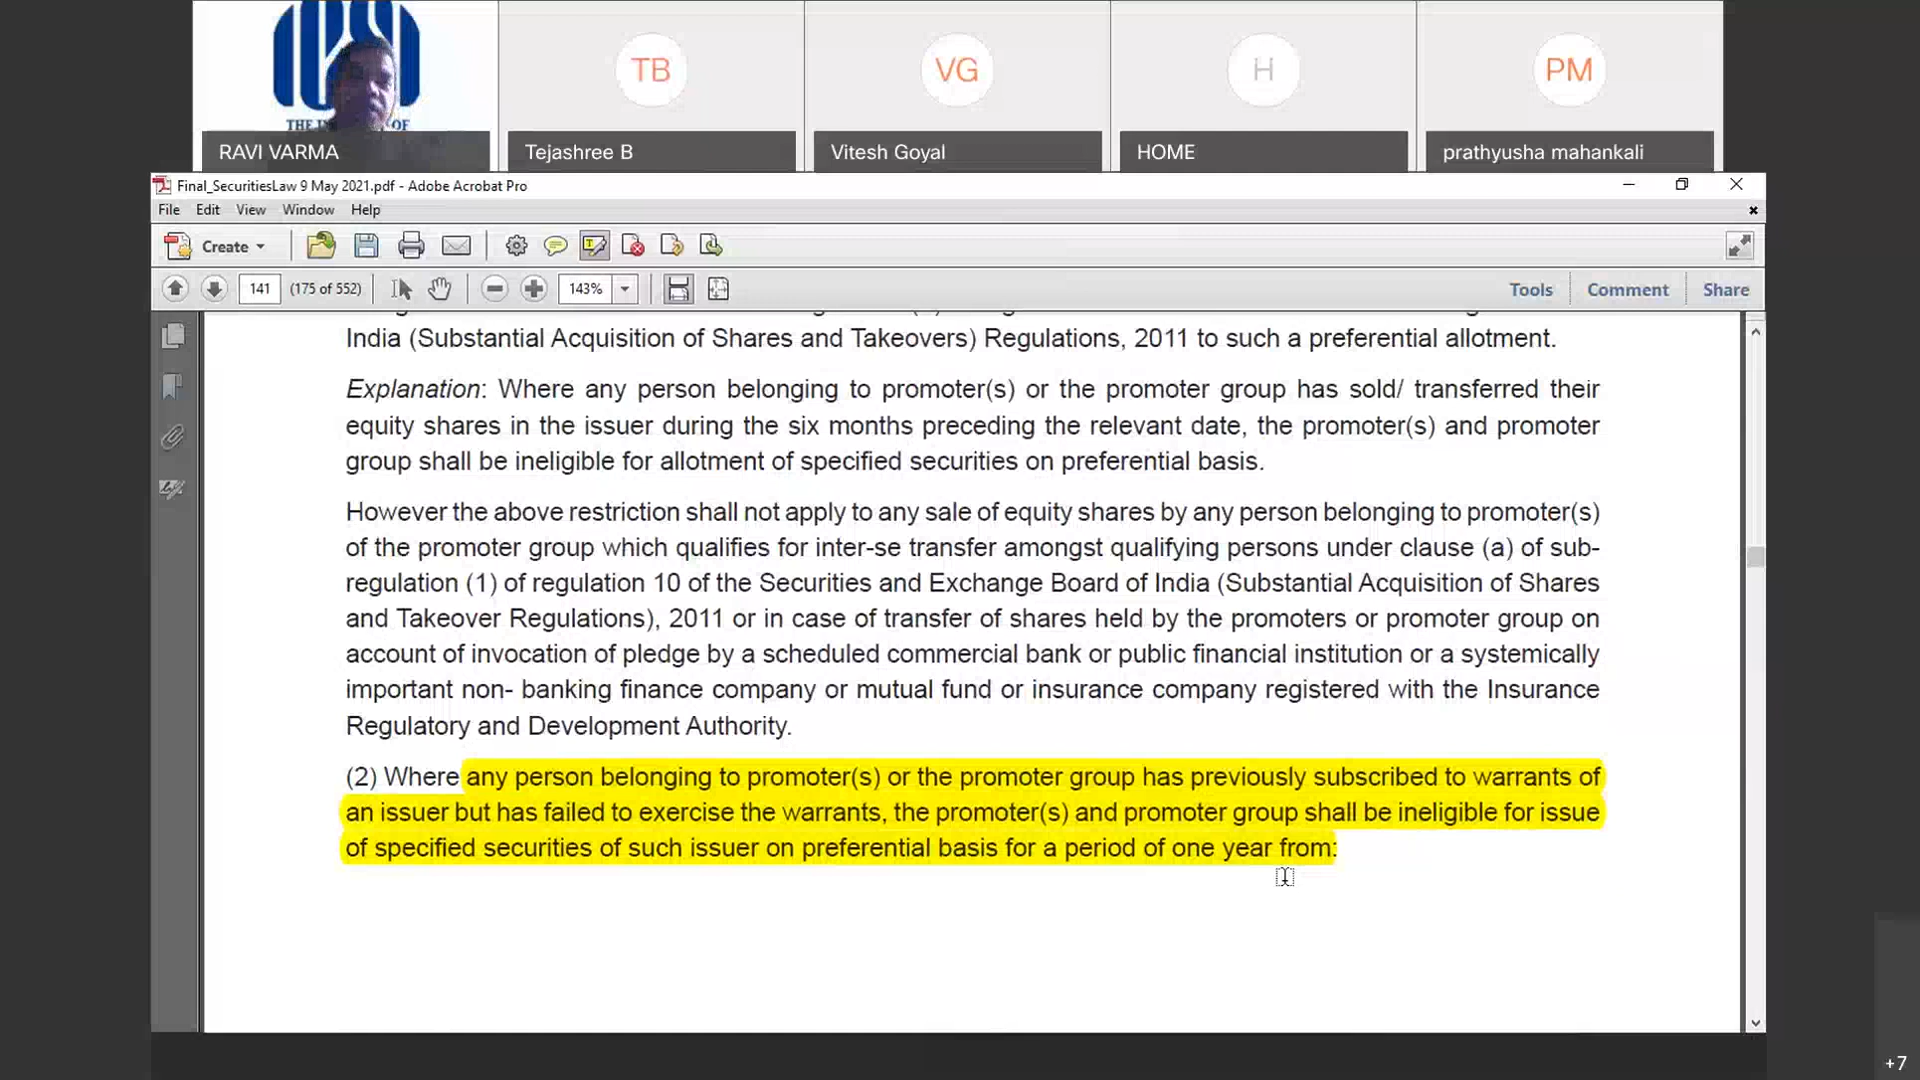 THE IN OF
TB
VG
H
PM
RAVI VARMA
Tejashree B
Vitesh Goyal
HOME
prathyusha mahankali
Final_SecuritiesLaw 9 May 2021.pdf - Adobe Acrobat Pro
File Edit View Window Help
Create
141 (175 of 552) 143% Tools Comment Share
India (Substantial Acquisition of Shares and Takeovers) Regulations, 2011 to such a preferential allotment.
Explanation: Where any person belonging to promoter(s) or the promoter group has sold/ transferred their
equity shares in the issuer during the six months preceding the relevant date, the promoter(s) and promoter
group shall be ineligible for allotment of specified securities on preferential basis.
However the above restriction shall not apply to any sale of equity shares by any person belonging to promoter(s)
of the promoter group which qualifies for inter-se transfer amongst qualifying persons under clause (a) of sub-
regulation (1) of regulation 10 of the Securities and Exchange Board of India (Substantial Acquisition of Shares
and Takeover Regulations), 2011 or in case of transfer of shares held by the promoters or promoter group on
account of invocation of pledge by a scheduled commercial bank or public financial institution or a systemically
important non- banking finance company or mutual fund or insurance company registered with the Insurance
Regulatory and Development Authority.
(2) Where any person belonging to promoter(s) or the promoter group has previously subscribed to warrants of
an issuer but has failed to exercise the warrants, the promoter(s) and promoter group shall be ineligible for issue
of specified securities of such issuer on preferential basis for a period of one year from:
+7